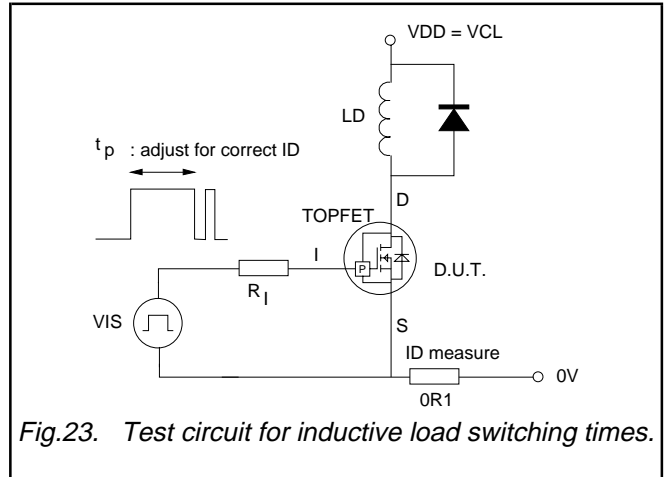 VDD = VCL
LD
t p : adjust for correct ID
D
TOPFET
I
P
D.U.T.
R I
VIS
S
ID measure
0V
0R1
Fig.23. Test circuit for inductive load switching times.